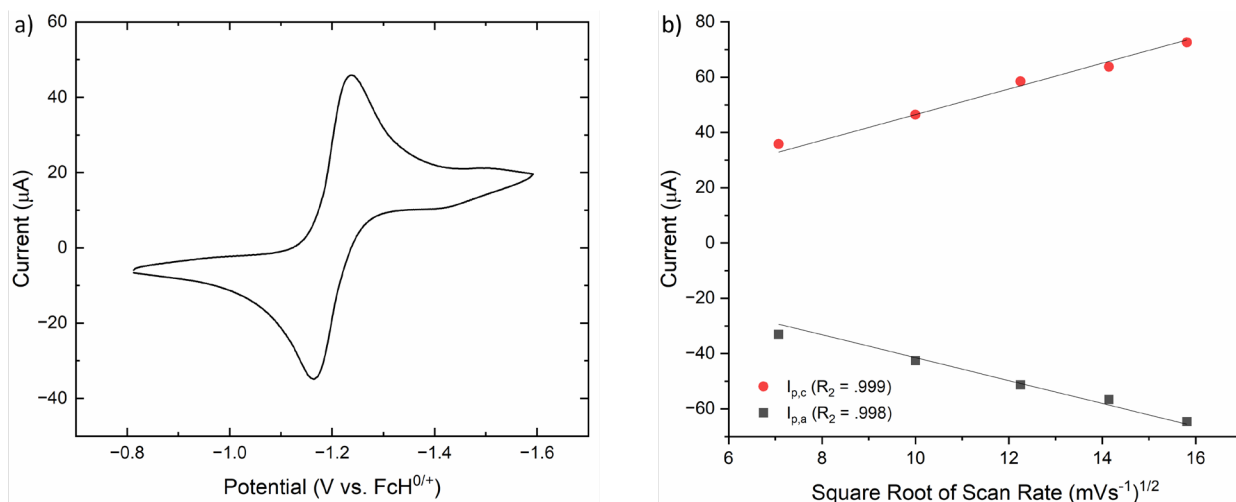 a)
60
40
20
0
−20
−40
Current (μA)
−0.8 −1.0 −1.2 −1.4 −1.6
Potential (V vs. FcH0/+)
b)
80
60
40
20
0
−20
−40
−60
Current (μA)
Ip,c (R2 = .999)
Ip,a (R2 = .998)
6 8 10 12 14 16
Square Root of Scan Rate (mVs-1)1/2